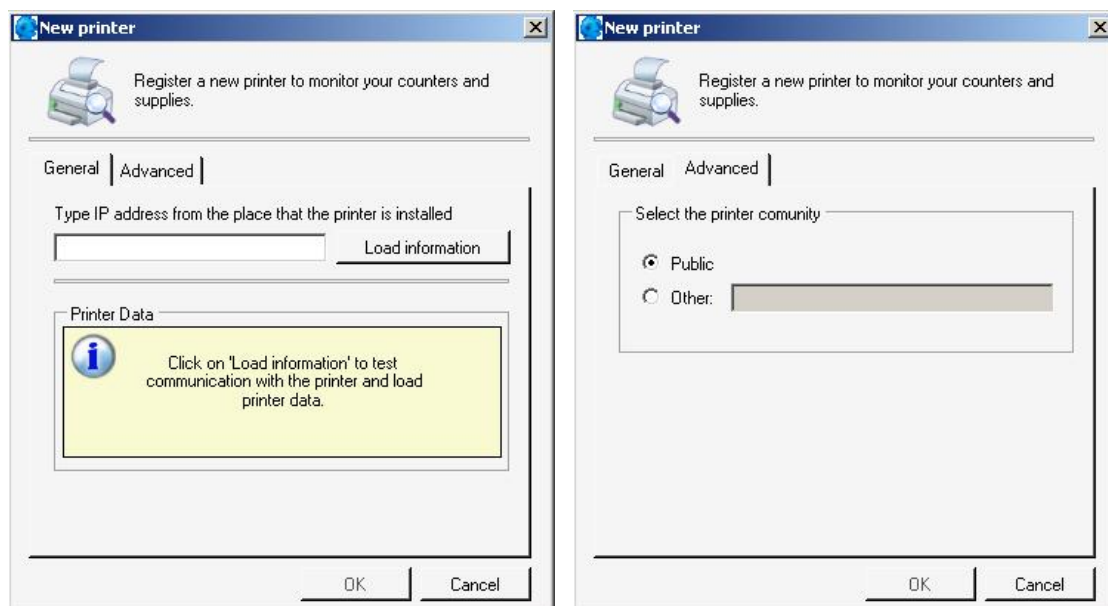 New printer
Register a new printer to monitor your counters and
supplies.
General
Advanced
Type IP address from the place that the printer is installed
Load information
Printer Data
Click on 'Load information' to test
communication with the printer and load
printer data.
OK
Cancel
New printer
Register a new printer to monitor your counters and
supplies.
General
Advanced
Select the printer comunity
Public
Other:
OK
Cancel